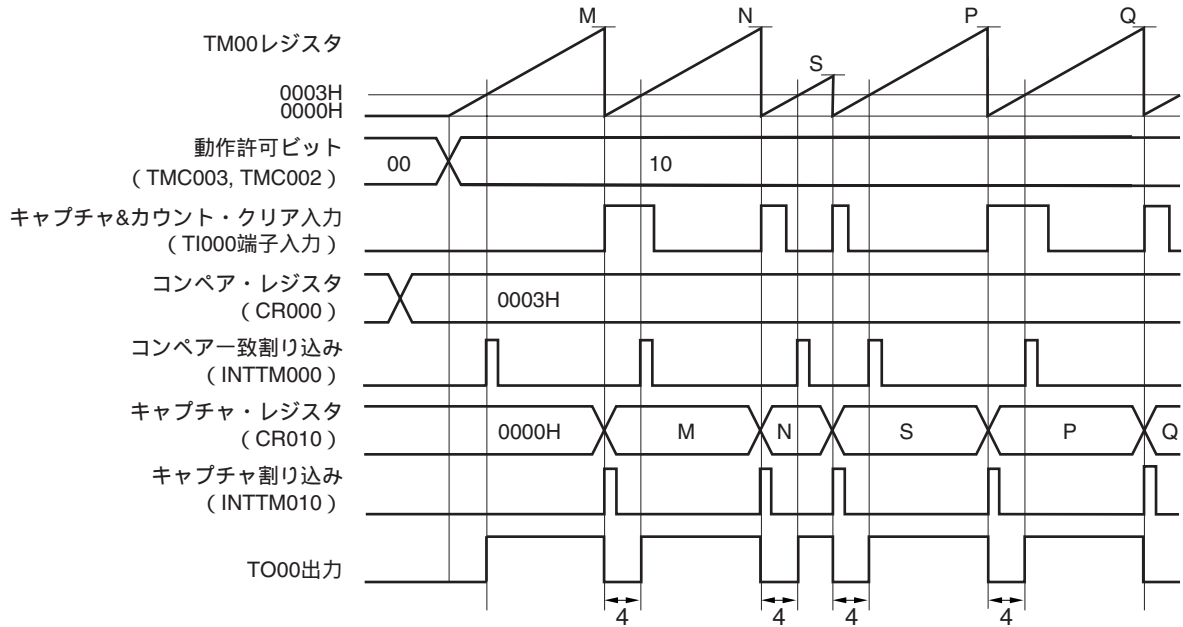 M N S P Q
TM00レジスタ
0003H
0000H
動作許可ビット
（TMC003, TMC002）
00 10
キャプチャ&カウント・クリア入力
（TI000端子入力）
コンペア・レジスタ
（CR000）
0003H
コンペア一致割り込み
（INTTM000）
キャプチャ・レジスタ
（CR010）
0000H M N S P Q
キャプチャ割り込み
（INTTM010）
TO00出力
4 4 4 4